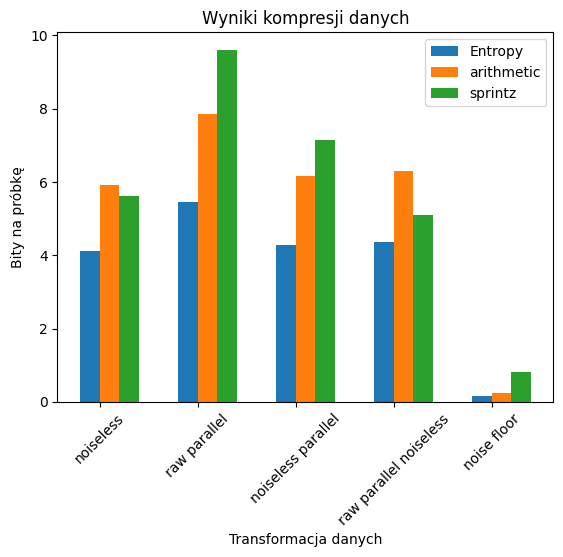 Wyniki kompresji danych
Entropy
arithmetic
sprintz
Bity na próbkę
10
8
6
4
2
0
noiseless
raw parallel
noiseless parallel
raw parallel noiseless
noise floor
Transformacja danych